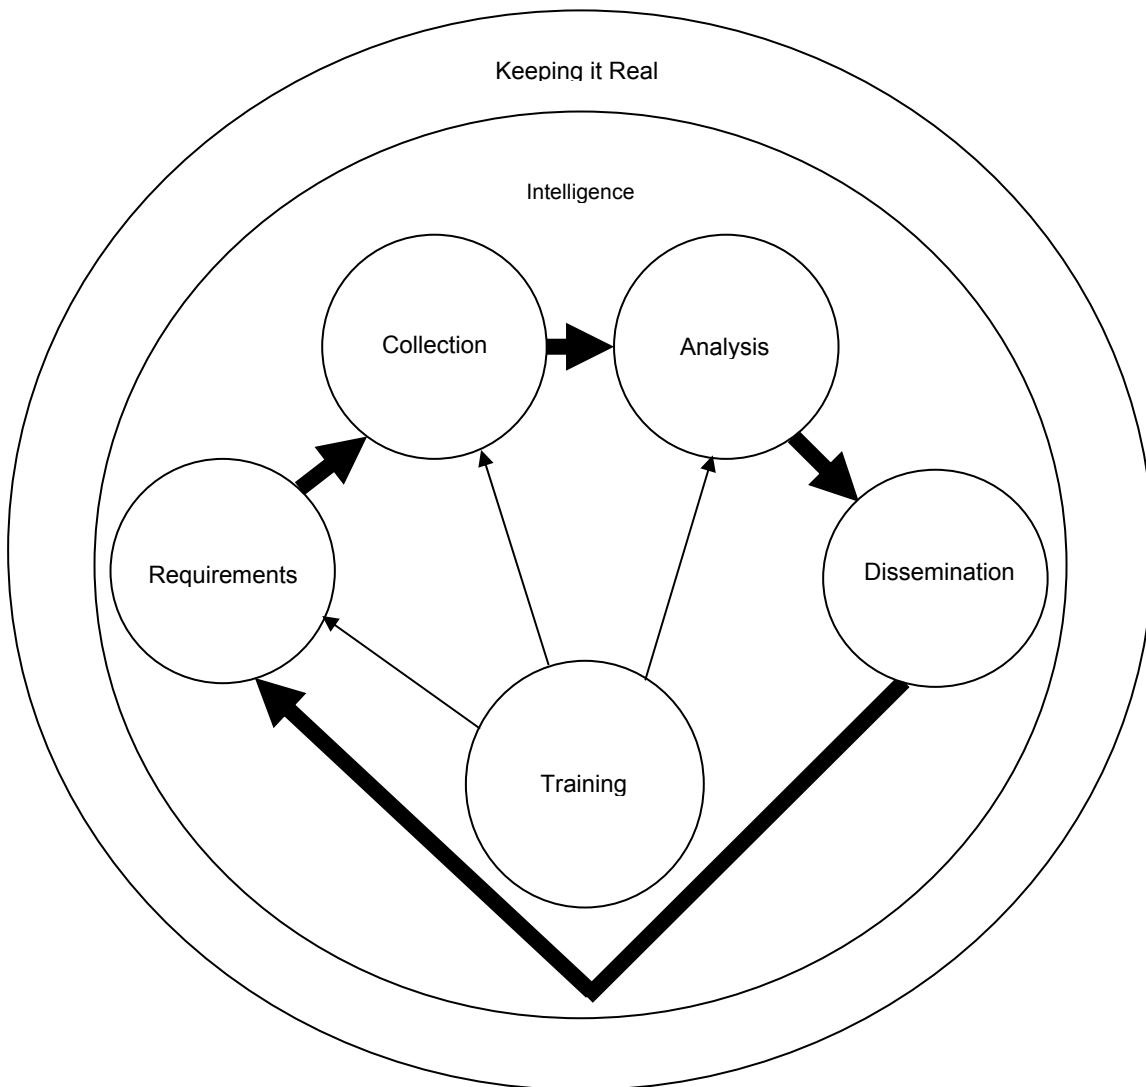 Keeping it Real
Intelligence
Collection
Analysis
Requirements
Dissemination
Training